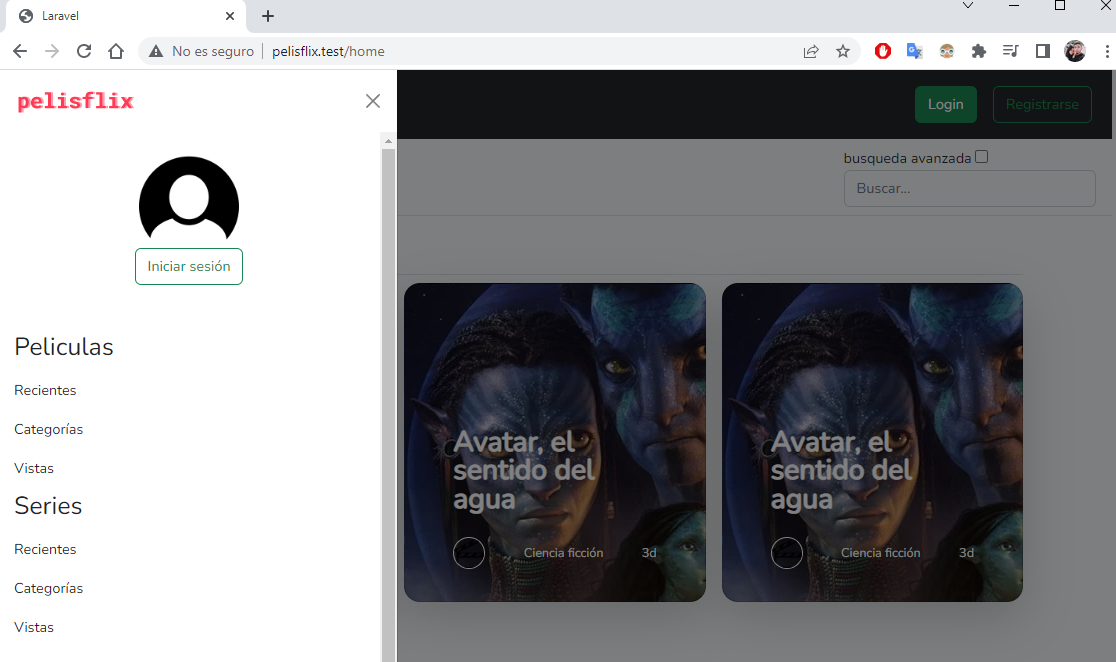 Laravel
No es seguro
pelisflix.test/home
pelisflix
Login
Registrarse
busqueda avanzada
Buscar...
Iniciar sesión
Peliculas
Recientes
Categorías
Vistas
Series
Recientes
Categorías
Vistas
Avatar, el
sentido del
agua
Ciencia ficción
3d
Avatar, el
sentido del
agua
Ciencia ficción
3d